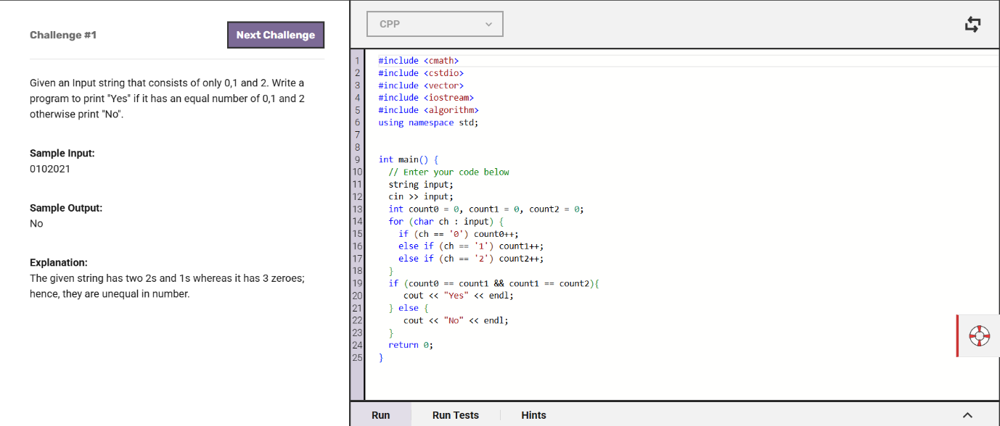 Challenge #1
Next Challenge
Given an Input string that consists of only 0,1 and 2. Write a
program to print "Yes" if it has an equal number of 0,1 and 2
otherwise print "No".
Sample Input:
0102021
Sample Output:
No
Explanation:
The given string has two 2s and 1s whereas it has 3 zeroes;
hence, they are unequal in number.
CPP
1 #include <cmath>
2 #include <cstdio>
3 #include <vector>
4 #include <iostream>
5 #include <algorithm>
6 using namespace std;
7
8
9 int main() {
10 // Enter your code below
11 string input;
12 cin >> input;
13 int count0 = 0, count1 = 0, count2 = 0;
14 for (char ch : input) {
15 if (ch == '0') count0++;
16 else if (ch == '1') count1++;
17 else if (ch == '2') count2++;
18 }
19 if (count0 == count1 && count1 == count2){
20 cout << "Yes" << endl;
21 } else {
22 cout << "No" << endl;
23 }
24 return 0;
25 }
Run Run Tests Hints